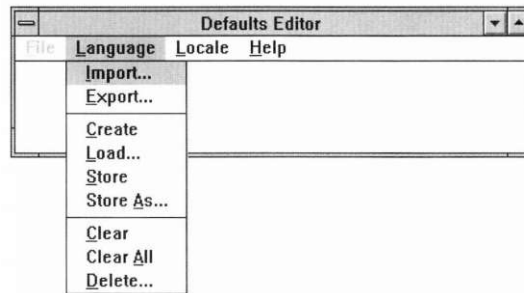 Defaults Editor
File Language Locale Help
Import...
Export...
Create
Load...
Store
Store As...
Clear
Clear All
Delete...